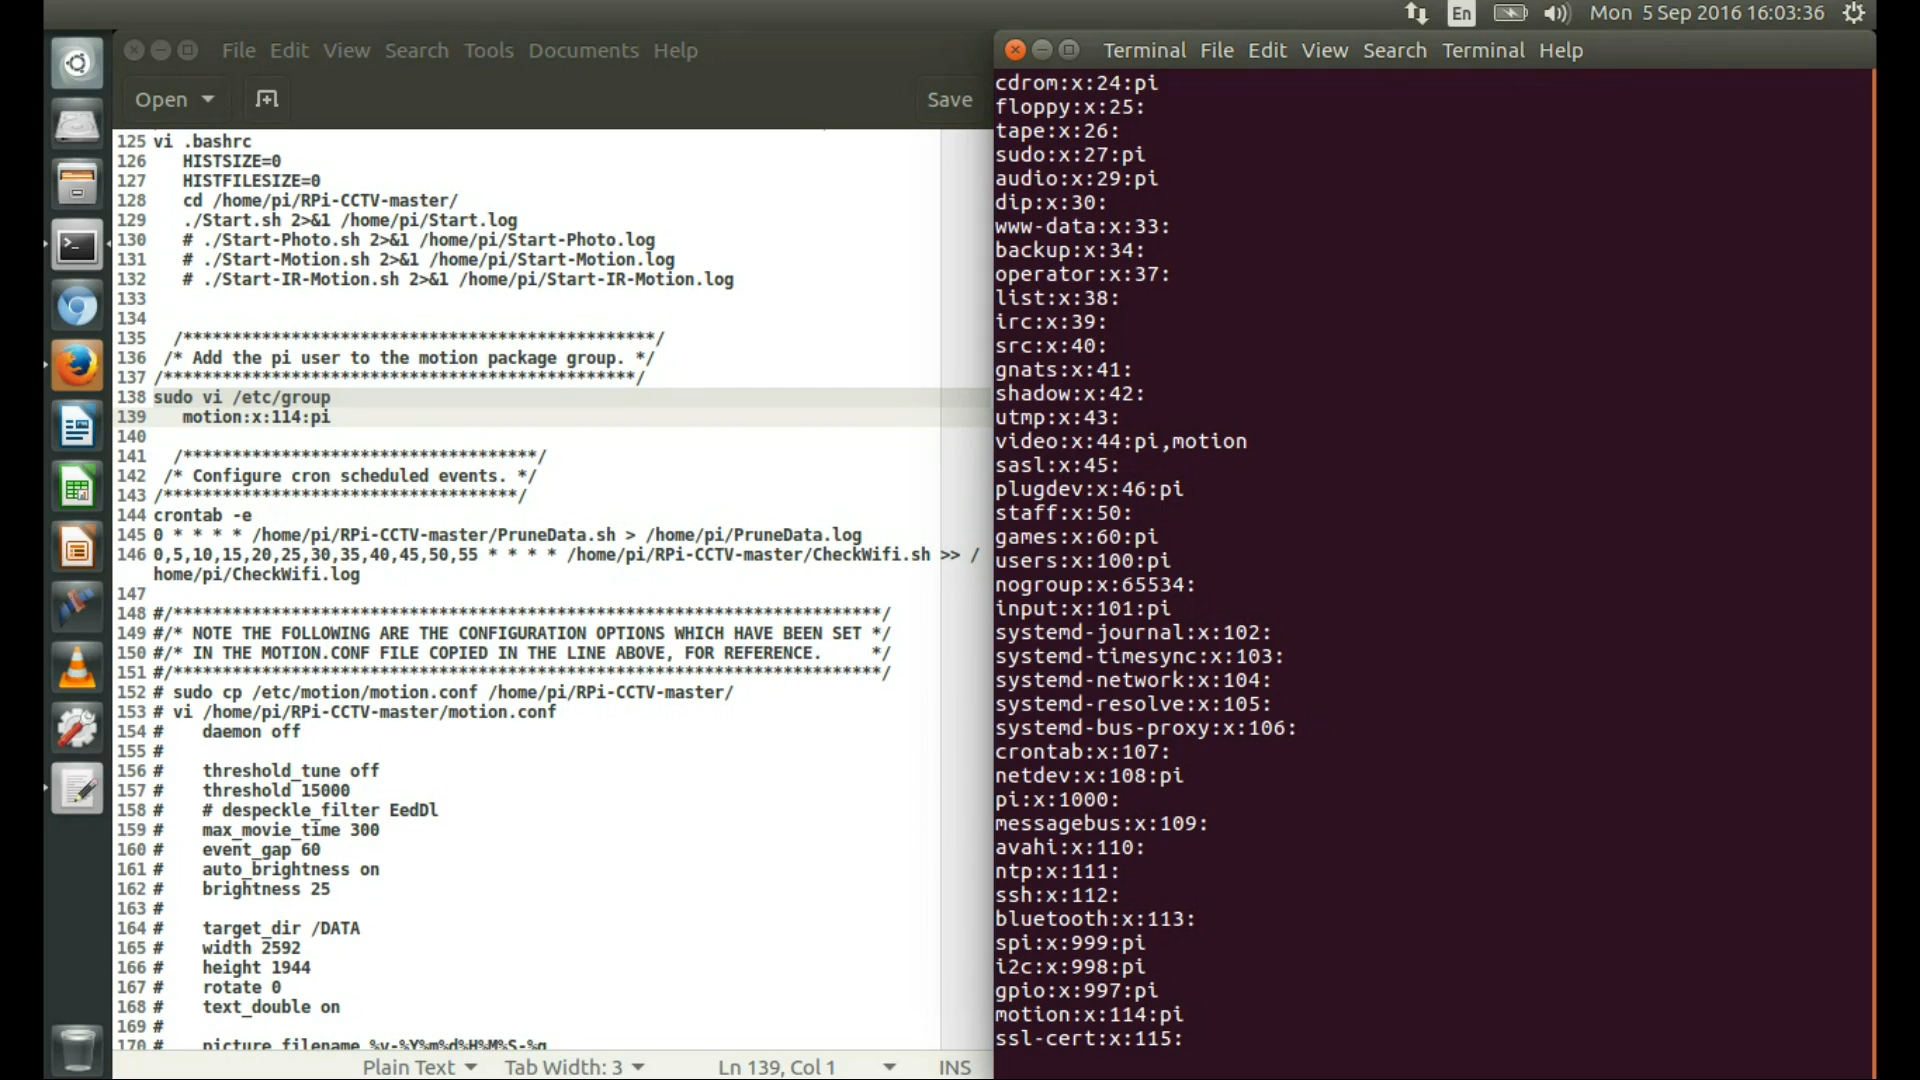 En Mon 5 Sep 2016 16:03:36
File Edit View Search Tools Documents Help
Open Save
125 vi .bashrc
126 HISTSIZE=0
127 HISTFILESIZE=0
128 cd /home/pi/RPi-CCTV-master/
129 ./Start.sh 2>&1 /home/pi/Start.log
130 # ./Start-Photo.sh 2>&1 /home/pi/Start-Photo.log
131 # ./Start-Motion.sh 2>&1 /home/pi/Start-Motion.log
132 # ./Start-IR-Motion.sh 2>&1 /home/pi/Start-IR-Motion.log
133
134
135 /************************************************/
136 /* Add the pi user to the motion package group. */
137 /************************************************/
138 sudo vi /etc/group
139 motion:x:114:pi
140
141 /************************************/
142 /* Configure cron scheduled events. */
143 /************************************/
144 crontab -e
145 0 * * * * /home/pi/RPi-CCTV-master/PruneData.sh > /home/pi/PruneData.log
146 0,5,10,15,20,25,30,35,40,45,50,55 * * * * /home/pi/RPi-CCTV-master/CheckWifi.sh >> /
home/pi/CheckWifi.log
147
148 #/************************************************************************/
149 #/* NOTE THE FOLLOWING ARE THE CONFIGURATION OPTIONS WHICH HAVE BEEN SET */
150 #/* IN THE MOTION.CONF FILE COPIED IN THE LINE ABOVE, FOR REFERENCE. */
151 #/************************************************************************/
152 # sudo cp /etc/motion/motion.conf /home/pi/RPi-CCTV-master/
153 # vi /home/pi/RPi-CCTV-master/motion.conf
154 # daemon off
155 #
156 # threshold_tune off
157 # threshold 15000
158 # # despeckle_filter EedDl
159 # max_movie_time 300
160 # event_gap 60
161 # auto_brightness on
162 # brightness 25
163 #
164 # target_dir /DATA
165 # width 2592
166 # height 1944
167 # rotate 0
168 # text_double on
169 #
170 # picture_filename %v-%Y%m%d%H%M%S-%q
Plain Text Tab Width: 3 Ln 139, Col 1 INS
Terminal File Edit View Search Terminal Help
cdrom:x:24:pi
floppy:x:25:
tape:x:26:
sudo:x:27:pi
audio:x:29:pi
dip:x:30:
www-data:x:33:
backup:x:34:
operator:x:37:
list:x:38:
irc:x:39:
src:x:40:
gnats:x:41:
shadow:x:42:
utmp:x:43:
video:x:44:pi,motion
sasl:x:45:
plugdev:x:46:pi
staff:x:50:
games:x:60:pi
users:x:100:pi
nogroup:x:65534:
input:x:101:pi
systemd-journal:x:102:
systemd-timesync:x:103:
systemd-network:x:104:
systemd-resolve:x:105:
systemd-bus-proxy:x:106:
crontab:x:107:
netdev:x:108:pi
pi:x:1000:
messagebus:x:109:
avahi:x:110:
ntp:x:111:
ssh:x:112:
bluetooth:x:113:
spi:x:999:pi
i2c:x:998:pi
gpio:x:997:pi
motion:x:114:pi
ssl-cert:x:115: